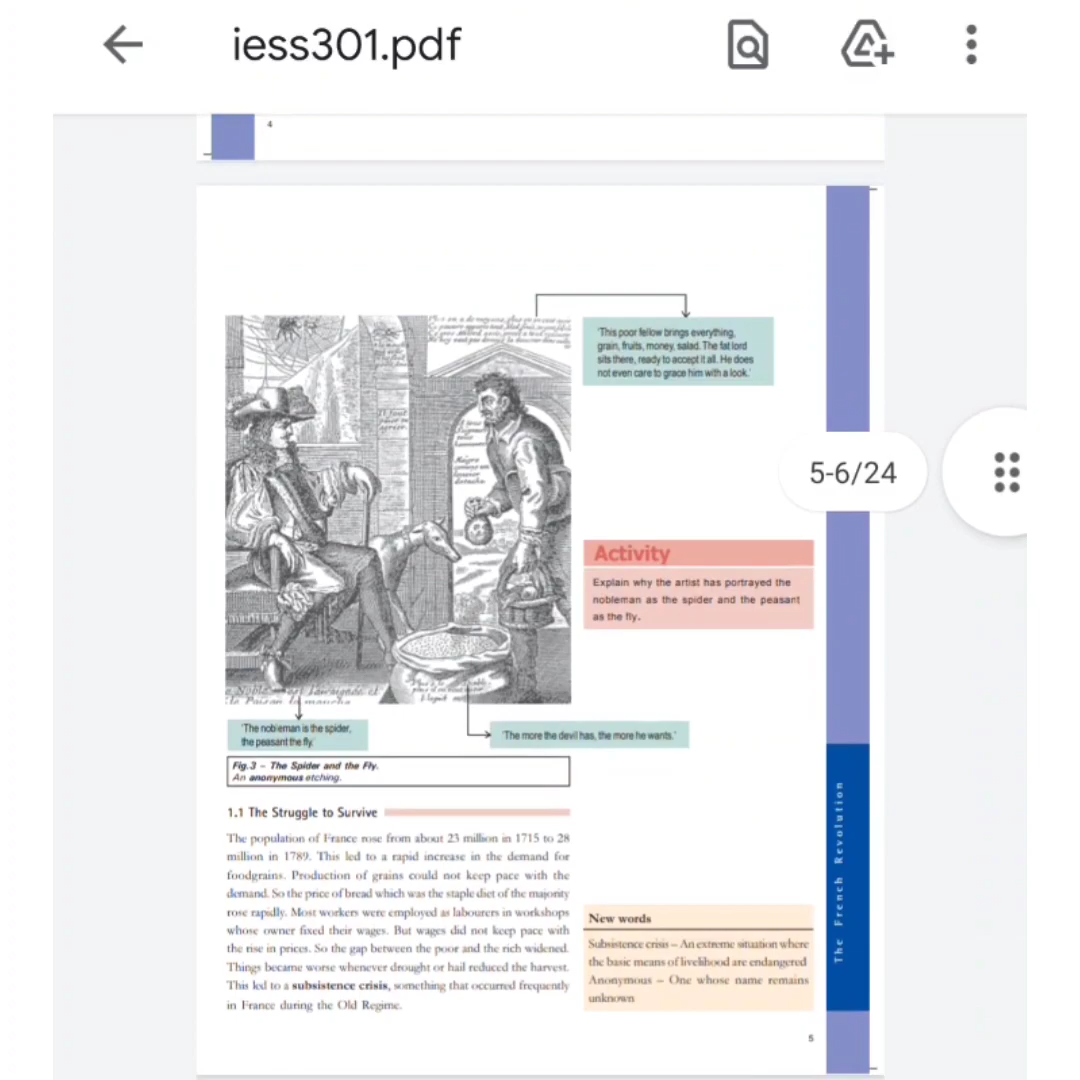 iess301.pdf
4
'This poor fellow brings everything,
grain, fruits, money, salad. The fat lord
sits there, ready to accept it all. He does
not even care to grace him with a look.'
5-6/24
Activity
Explain why the artist has portrayed the
nobleman as the spider and the peasant
as the fly.
'The nobleman is the spider,
the peasant the fly.'
'The more the devil has, the more he wants.'
Fig.3 – The Spider and the Fly.
An anonymous etching.
1.1 The Struggle to Survive
The population of France rose from about 23 million in 1715 to 28
million in 1789. This led to a rapid increase in the demand for
foodgrains. Production of grains could not keep pace with the
demand. So the price of bread which was the staple diet of the majority
rose rapidly. Most workers were employed as labourers in workshops
whose owner fixed their wages. But wages did not keep pace with
the rise in prices. So the gap between the poor and the rich widened.
Things became worse whenever drought or hail reduced the harvest.
This led to a subsistence crisis, something that occurred frequently
in France during the Old Regime.
New words
Subsistence crisis – An extreme situation where
the basic means of livelihood are endangered
Anonymous – One whose name remains
unknown
The French Revolution
5